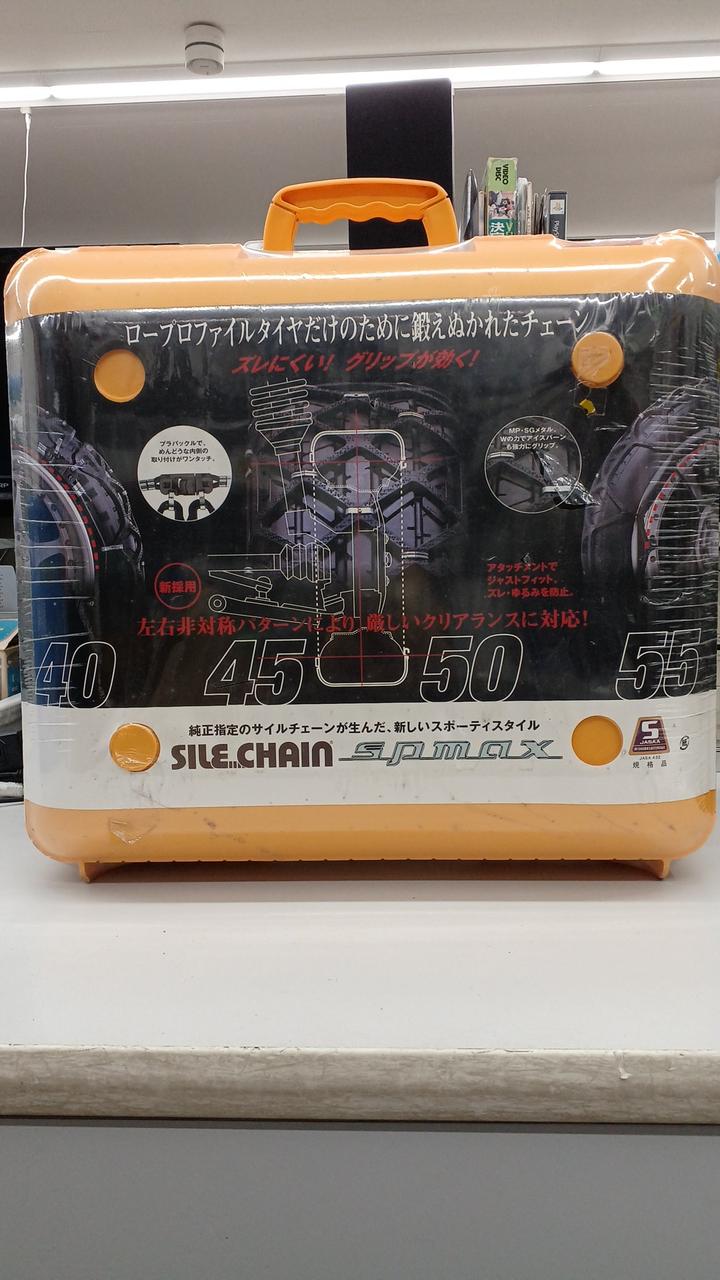 VIDEO
DISC
ロープロファイルタイヤだけのために鍛えぬかれたチェーン
ズレにくい！グリップが効く！
プラバックルで、
めんどうな内側の
取り付けがワンタッチ。
MP・SGメタル。
Wの力でアイスバーン
も強力にグリップ。
新採用
アタッチメントで
ジャストフィット。
ズレ・ゆるみを防止。
左右非対称パターンにより、厳しいクリアランスに対応！
40 45 50 55
純正指定のサイルチェーンが生んだ、新しいスポーティスタイル
SILE...CHAIN spmax
S
JASAA
規格品